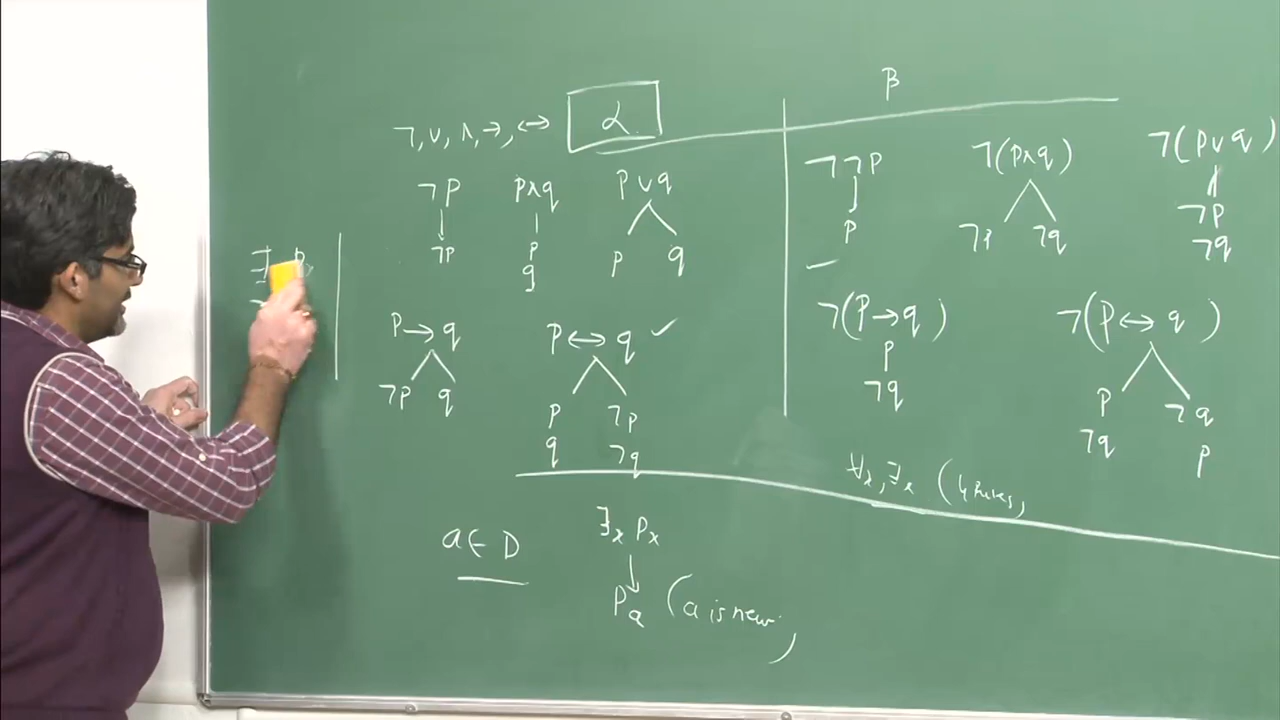 β
¬, ∨, ∧, →, ↔ α
¬P P∧q P∨q
¬P P q P q
P→q P↔q ✓
¬P q P ¬P
q ¬q
¬¬P ¬(P∧q) ¬(P∨q)
P ¬q ¬P
¬q
¬(P→q) ¬(P↔q)
P P ¬q
¬q ¬q P
∀x, ∃x (4 Rules)
∃
a ∈ D ∃x Px
Pa (a is new)